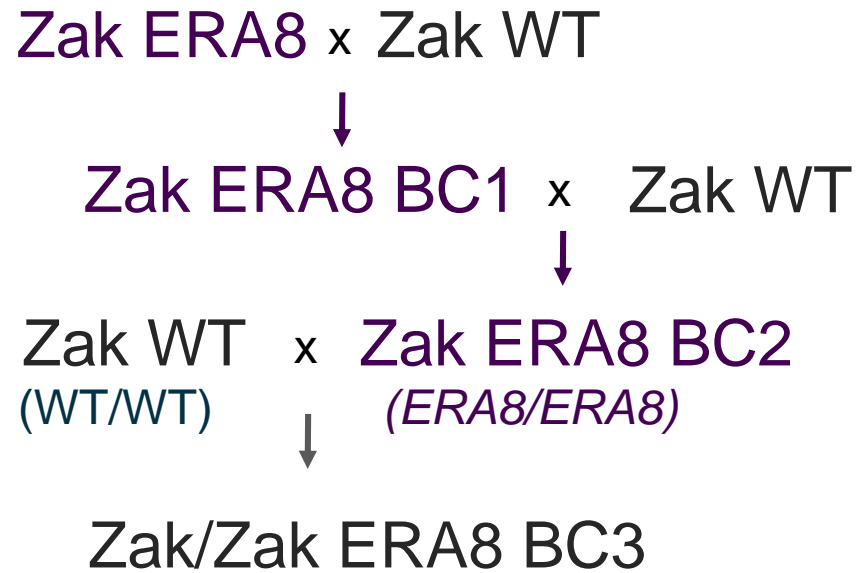 Zak ERA8 x Zak WT
Zak ERA8 BC1 x Zak WT
Zak WT x Zak ERA8 BC2
(WT/WT) (ERA8/ERA8)
Zak/Zak ERA8 BC3